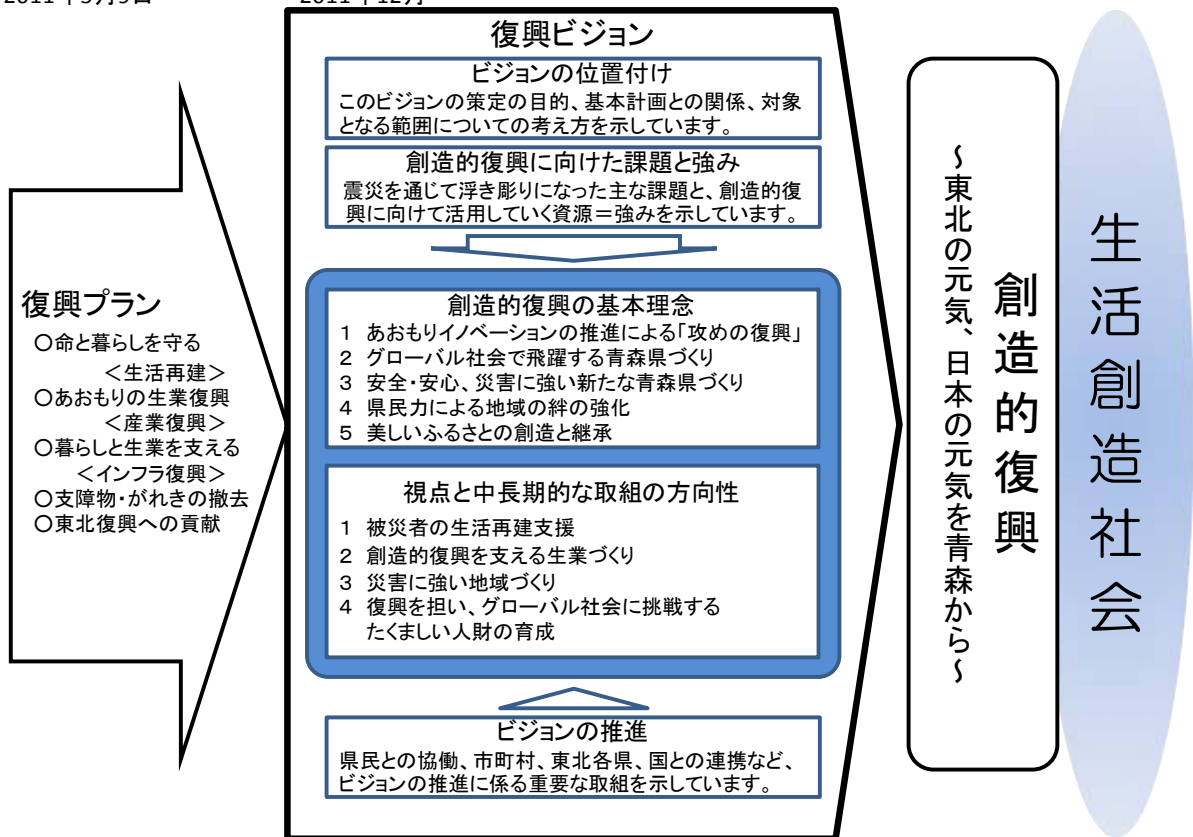 2011年5月9日
2011年12月
復興プラン
○命と暮らしを守る
<生活再建>
○あおもりの生業復興
<産業復興>
○暮らしと生業を支える
<インフラ復興>
○支障物・がれきの撤去
○東北復興への貢献
復興ビジョン
ビジョンの位置付け
このビジョンの策定の目的、基本計画との関係、対象
となる範囲についての考え方を示しています。
創造的復興に向けた課題と強み
震災を通じて浮き彫りになった主な課題と、創造的復
興に向けて活用していく資源＝強みを示しています。
創造的復興の基本理念
1 あおもりイノベーションの推進による「攻めの復興」
2 グローバル社会で飛躍する青森県づくり
3 安全・安心、災害に強い新たな青森県づくり
4 県民力による地域の絆の強化
5 美しいふるさとの創造と継承
視点と中長期的な取組の方向性
1 被災者の生活再建支援
2 創造的復興を支える生業づくり
3 災害に強い地域づくり
4 復興を担い、グローバル社会に挑戦する
たくましい人財の育成
ビジョンの推進
県民との協働、市町村、東北各県、国との連携など、
ビジョンの推進に係る重要な取組を示しています。
創造的復興
～東北の元気、日本の元気を青森から～
生活創造社会